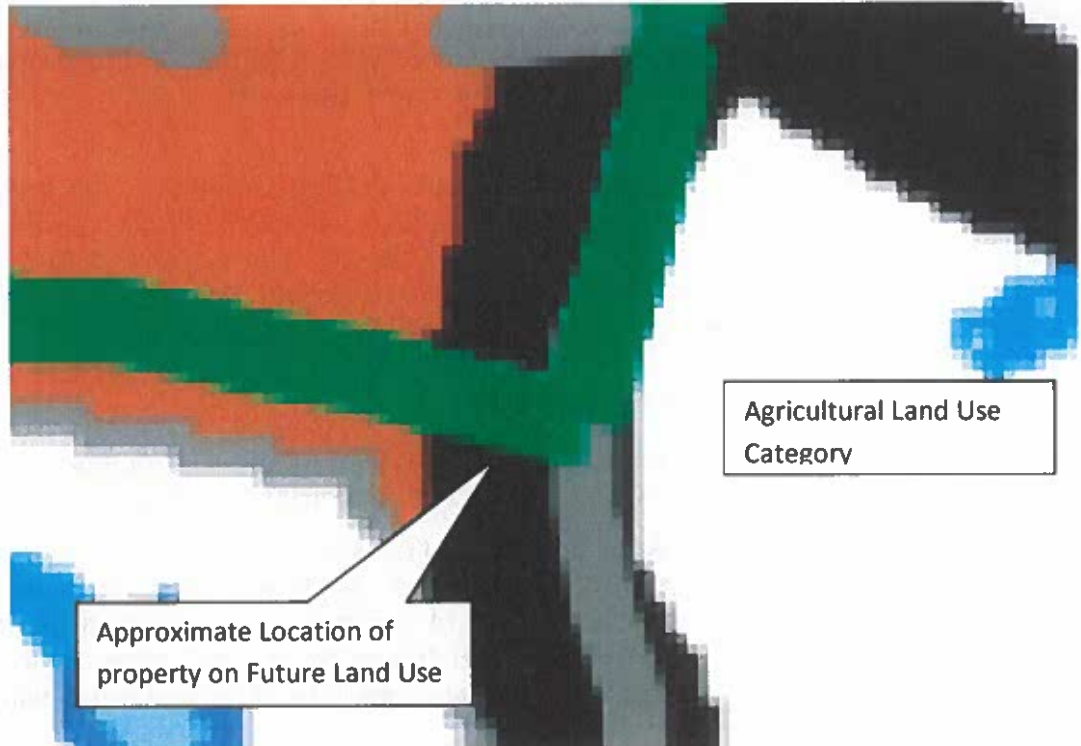 Agricultural Land Use
Category
Approximate Location of
property on Future Land Use